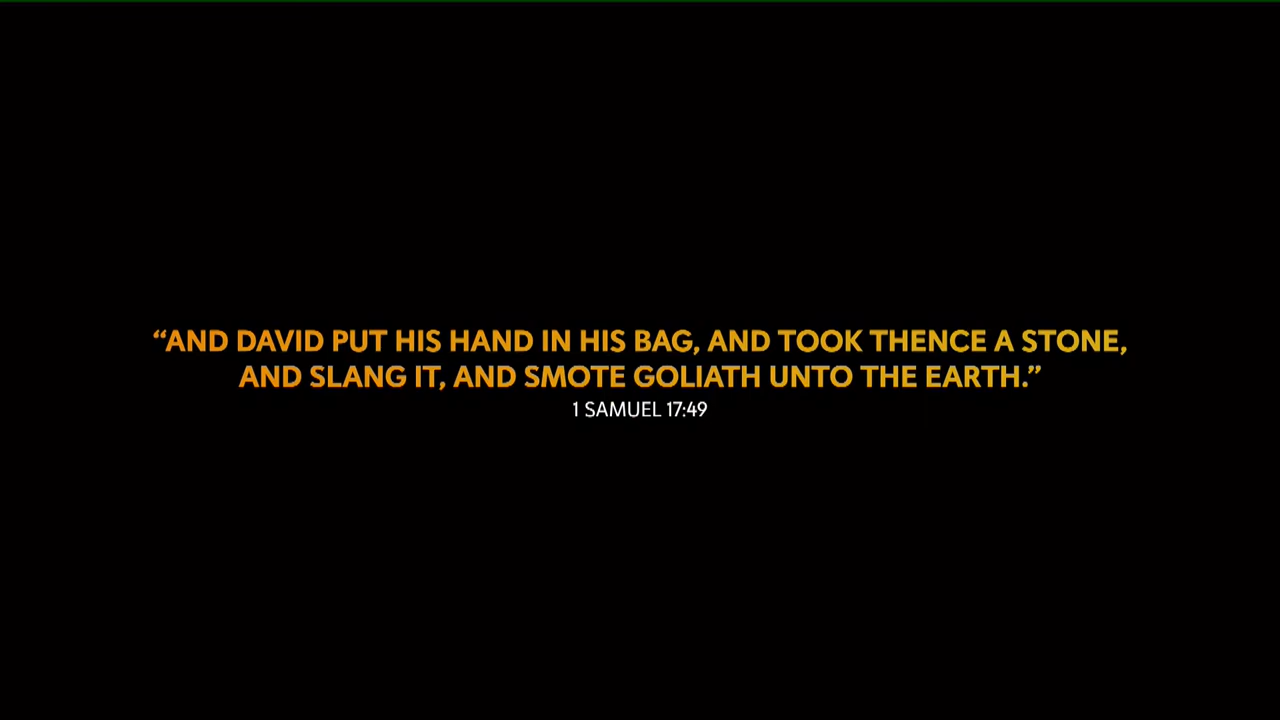 “AND DAVID PUT HIS HAND IN HIS BAG, AND TOOK THENCE A STONE,
AND SLANG IT, AND SMOTE GOLIATH UNTO THE EARTH.”
1 SAMUEL 17:49